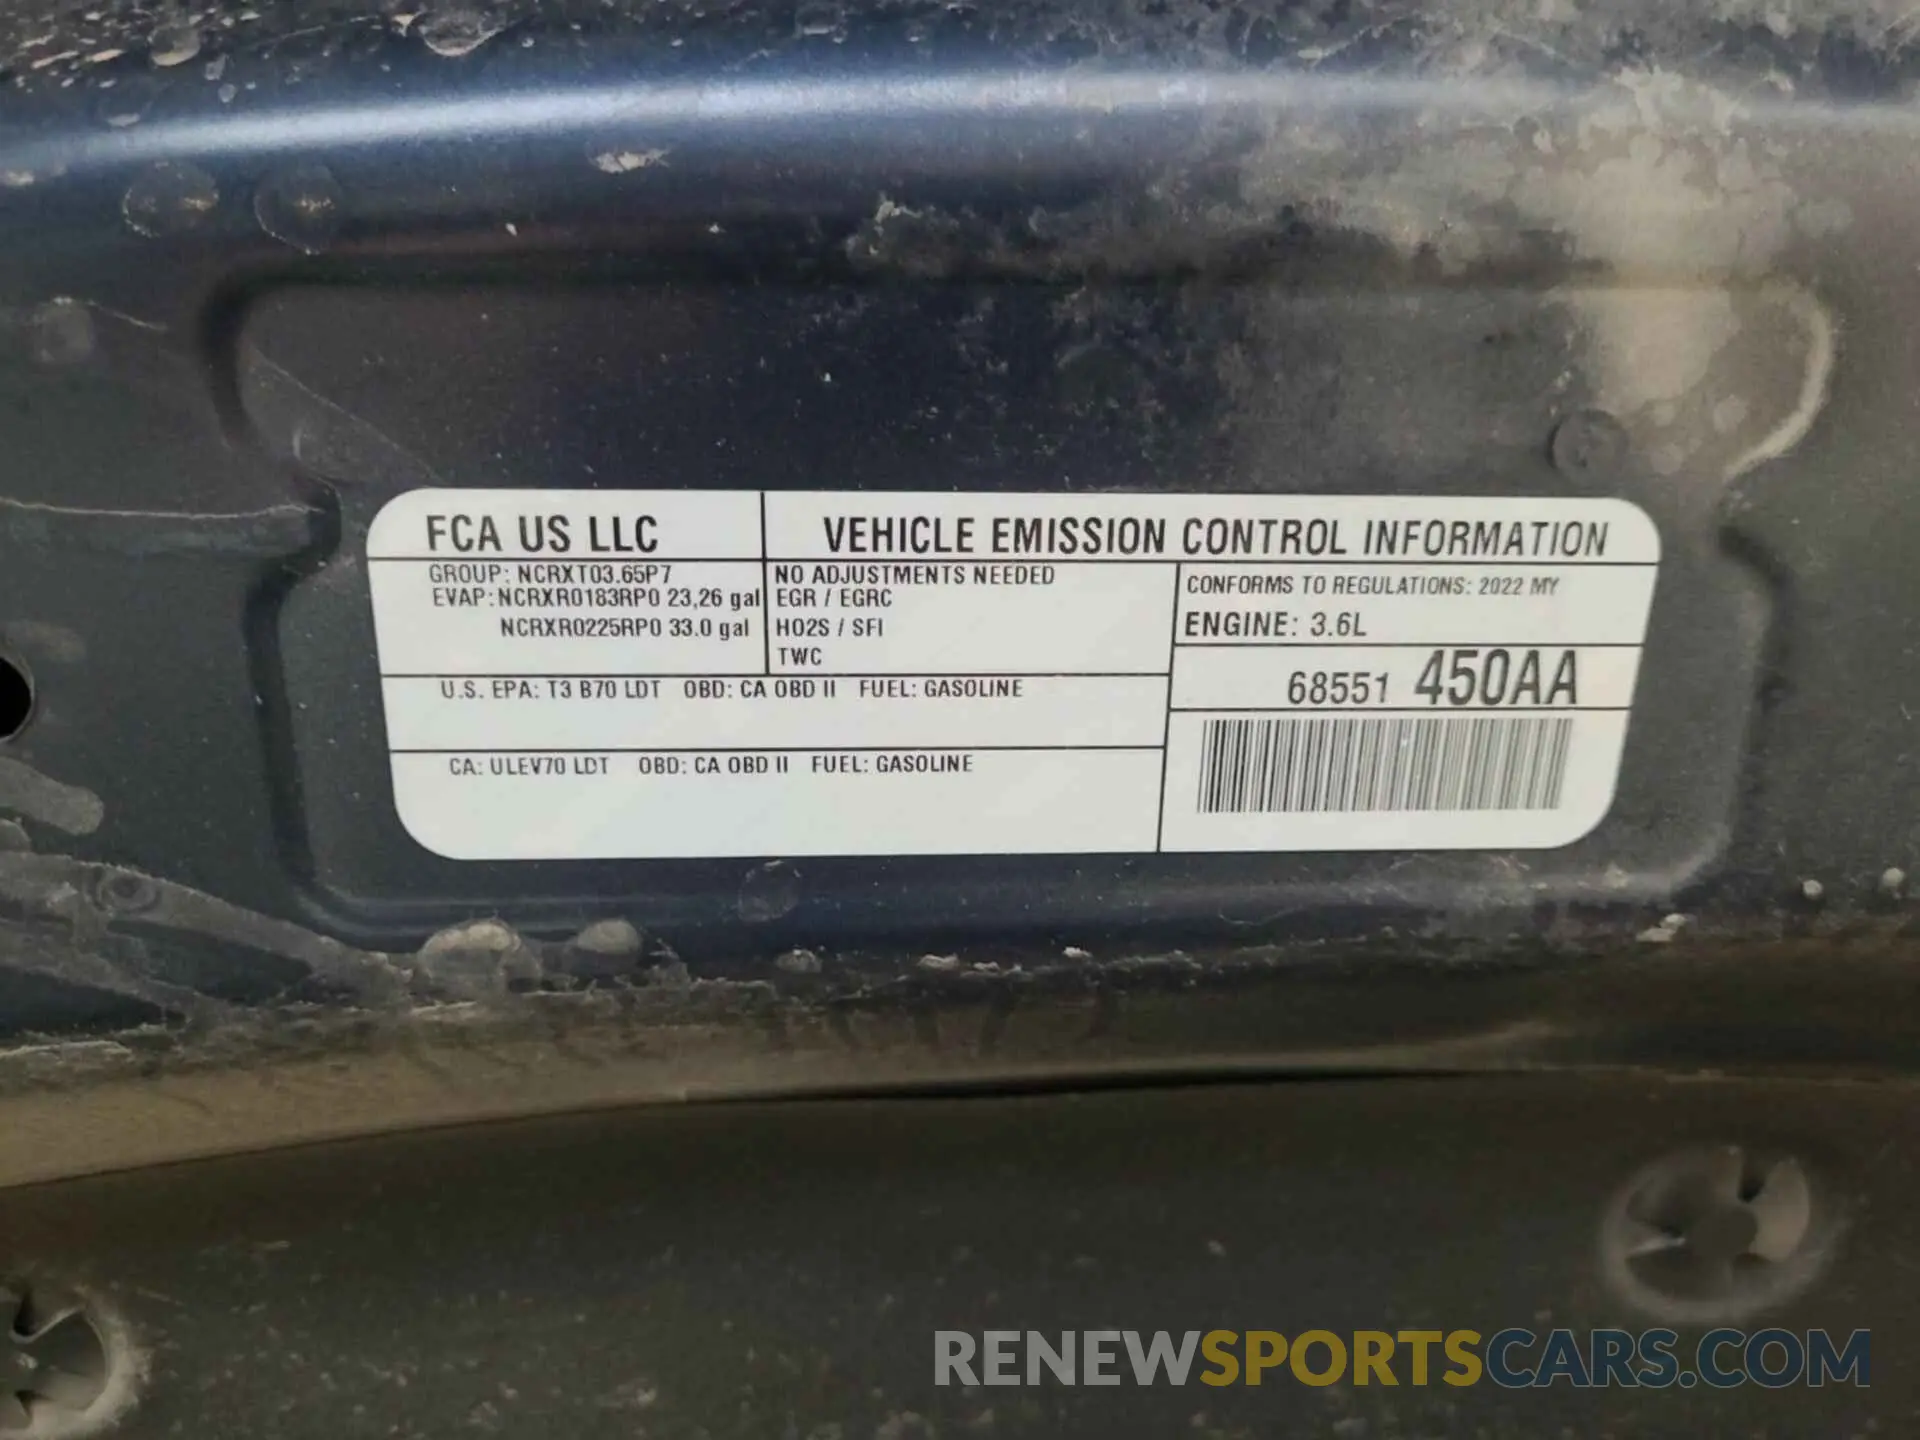 FCA US LLC
VEHICLE EMISSION CONTROL INFORMATION
GROUP: NCRXT03.65P7
EVAP: NCRXR0183RP0 23,26 gal
NCRXR0225RP0 33.0 gal
NO ADJUSTMENTS NEEDED
EGR / EGRC
HO2S / SFI
TWC
CONFORMS TO REGULATIONS: 2022 MY
ENGINE: 3.6L
68551 450AA
U.S. EPA: T3 B70 LDT OBD: CA OBD II FUEL: GASOLINE
CA: ULEV70 LDT OBD: CA OBD II FUEL: GASOLINE
RENEWSPORTSCARS.COM